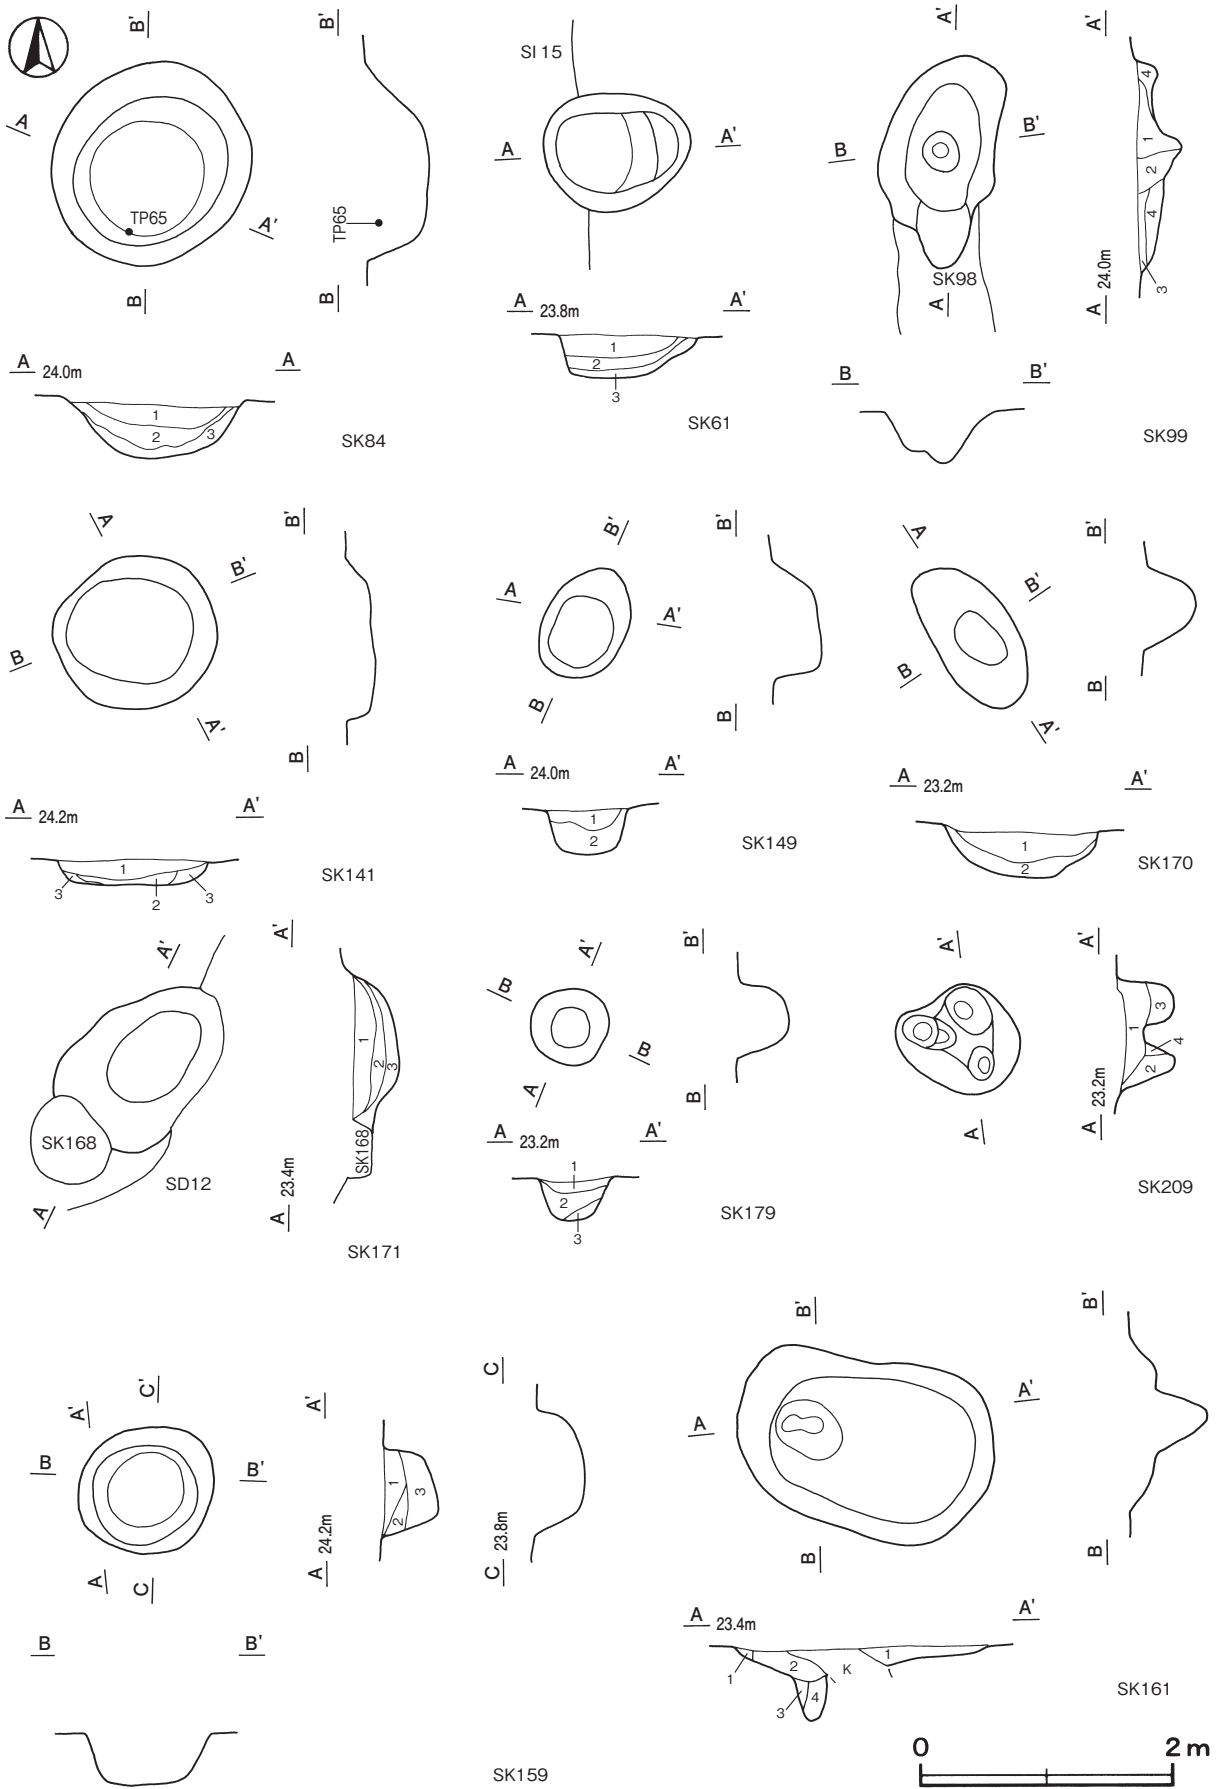 B'
A
TP65
A'
B
B'
TP65
B
A 24.0m
A
1
2
3
SK84
SI 15
A
A'
A 23.8m
A'
1
2
3
SK61
A'
B
B'
SK98
A
A'
4
1
2
4
3
A 24.0m
B
B'
SK99
A
B'
B
A'
B'
B
A 24.2m
A'
1
3
2
3
SK141
B'
A
A'
B
B'
B
A 24.0m
A'
1
2
SK149
A
B'
B
A'
B'
B
A 23.2m
A'
1
2
SK170
A'
SK168
SD12
A
A'
1
2
3
SK168
A 23.4m
SK171
A'
B
B
A
B'
B
A 23.2m
A'
1
2
3
SK179
A'
A
A'
3
1
4
2
A 23.2m
SK209
C'
A'
B
B'
A
C
A'
1
3
2
A 24.2m
C
C 23.8m
B
B'
SK159
B'
A
A'
B
B'
B
A 23.4m
A'
1
2
K
1
3
4
SK161
0
2 m